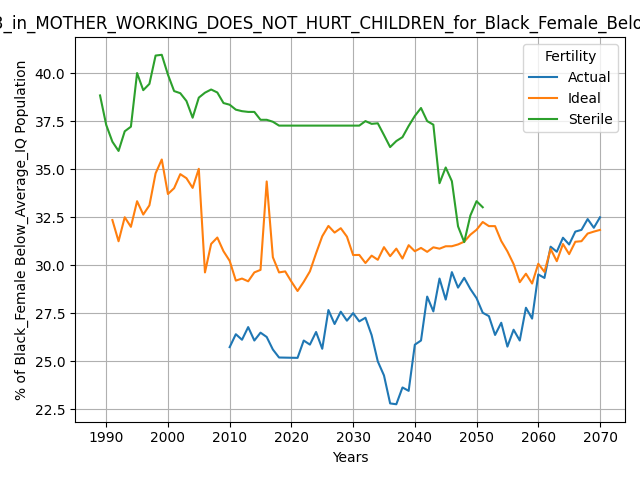 3_in_MOTHER_WORKING_DOES_NOT_HURT_CHILDREN_for_Black_Female_Belo
% of Black_Female Below_Average_IQ Population
40.0
37.5
35.0
32.5
30.0
27.5
25.0
22.5
Fertility
Actual
Ideal
Sterile
1990 2000 2010 2020 2030 2040 2050 2060 2070
Years